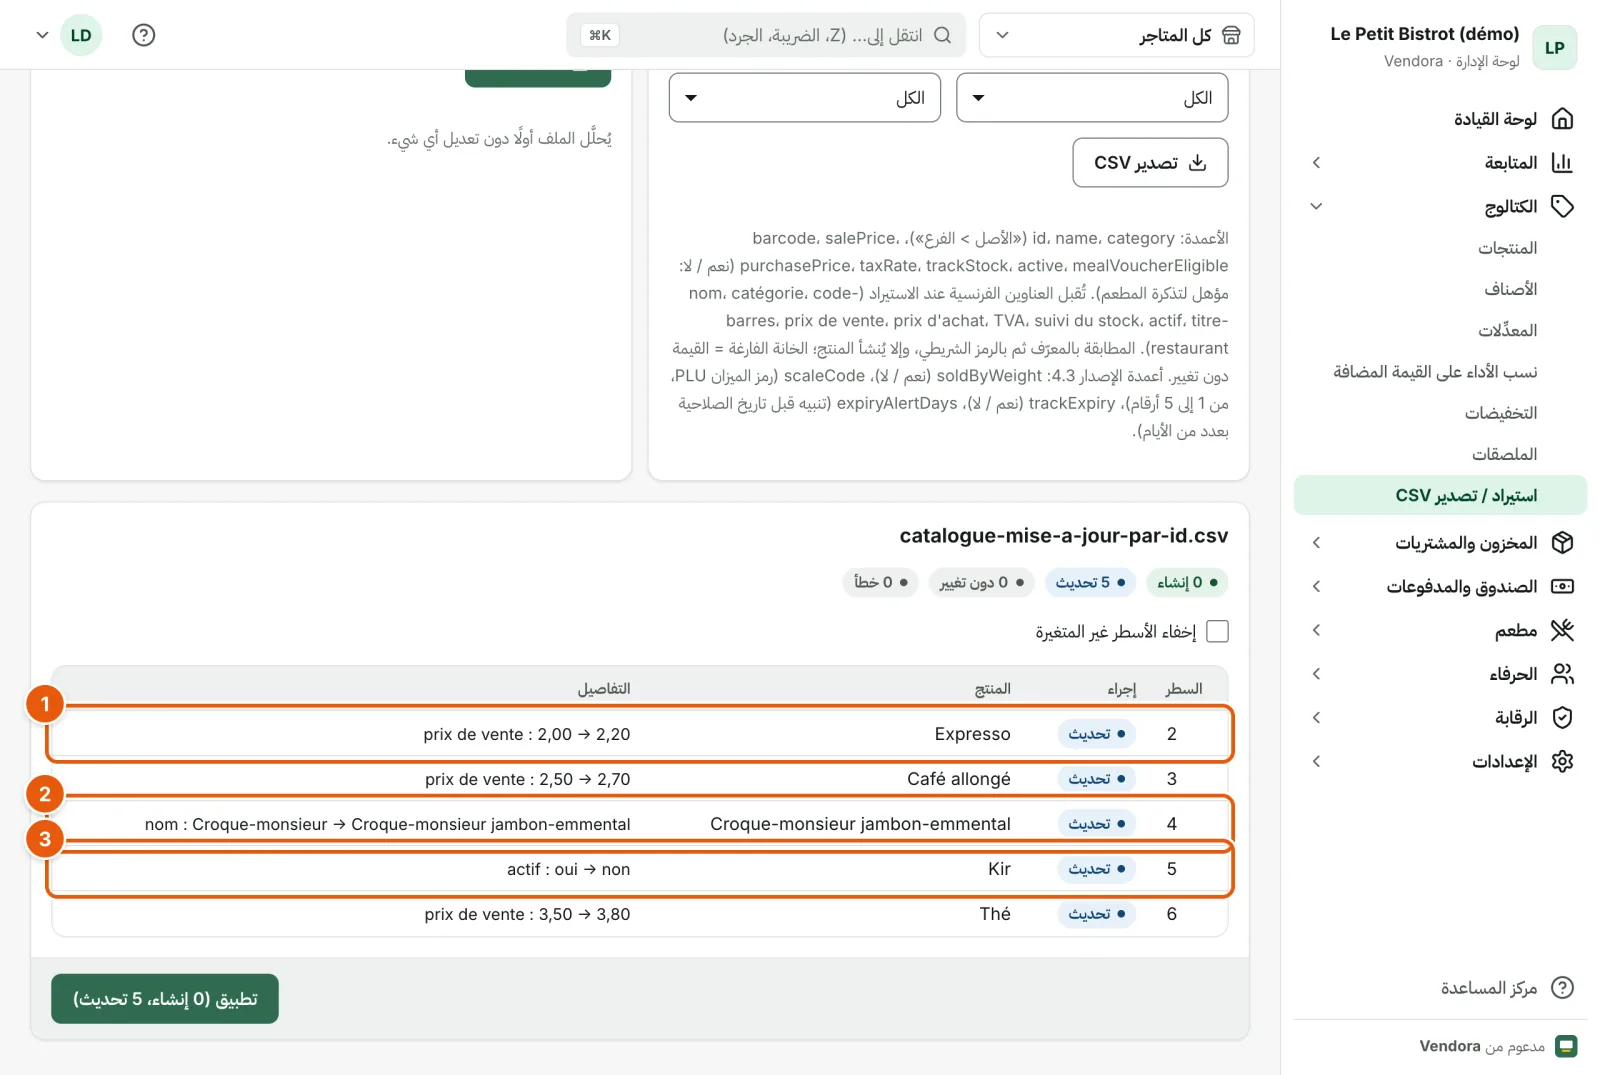 Le Petit Bistrot (démo)
لوحة الإدارة · Vendora
LP
كل المتاجر
انتقل إلى... (Z، الضريبة، الجرد)
⌘K
LD
لوحة القيادة
المتابعة
الكتالوج
المنتجات
الأصناف
المعدّلات
نسب الأداء على القيمة المضافة
التخفيضات
الملصقات
استيراد / تصدير CSV
المخزون والمشتريات
الصندوق والمدفوعات
مطعم
الحرفاء
الرقابة
الإعدادات
مركز المساعدة
مدعوم من Vendora
الكل
الكل
تصدير CSV
الأعمدة: id، name، category («الأصل > الفرع»)، barcode، salePrice،
purchasePrice، taxRate، trackStock، active، mealVoucherEligible (نعم / لا:
مؤهل لتذكرة المطعم). تُقبل العناوين الفرنسية عند الاستيراد (nom، catégorie، code-
barres، prix de vente، prix d'achat، TVA، suivi du stock، actif، titre-
restaurant). المطابقة بالمعرّف ثم بالرمز الشريطي، وإلا يُنشأ المنتج؛ الخانة الفارغة = القيمة
دون تغيير. أعمدة الإصدار 4.3: soldByWeight (نعم / لا)، scaleCode (رمز الميزان PLU،
من 1 إلى 5 أرقام)، trackExpiry (نعم / لا)، expiryAlertDays (تنبيه قبل تاريخ الصلاحية
بعدد من الأيام).
يُحلَّل الملف أولًا دون تعديل أي شيء.
catalogue-mise-a-jour-par-id.csv
0 إنشاء
5 تحديث
0 دون تغيير
0 خطأ
إخفاء الأسطر غير المتغيرة
السطر إجراء المنتج التفاصيل
1
2 تحديث Expresso prix de vente : 2,00 → 2,20
3 تحديث Café allongé prix de vente : 2,50 → 2,70
2
4 تحديث Croque-monsieur jambon-emmental nom : Croque-monsieur → Croque-monsieur jambon-emmental
3
5 تحديث Kir actif : oui → non
6 تحديث Thé prix de vente : 3,50 → 3,80
تطبيق (0 إنشاء، 5 تحديث)